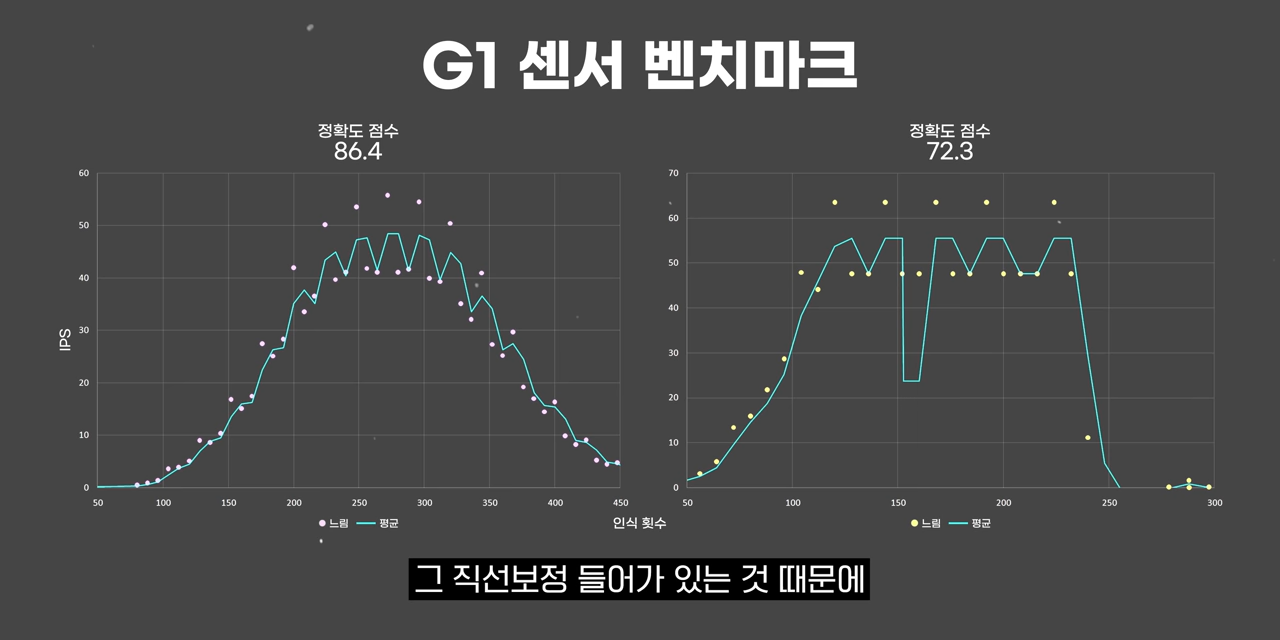 G1 센서 벤치마크
정확도 점수
86.4
정확도 점수
72.3
IPS
60
50
40
30
20
10
0
50 100 150 200 250 300 350 400 450
느림 평균
인식 횟수
70
60
50
40
30
20
10
0
50 100 150 200 250 300
느림 평균
그 직선보정 들어가 있는 것 때문에